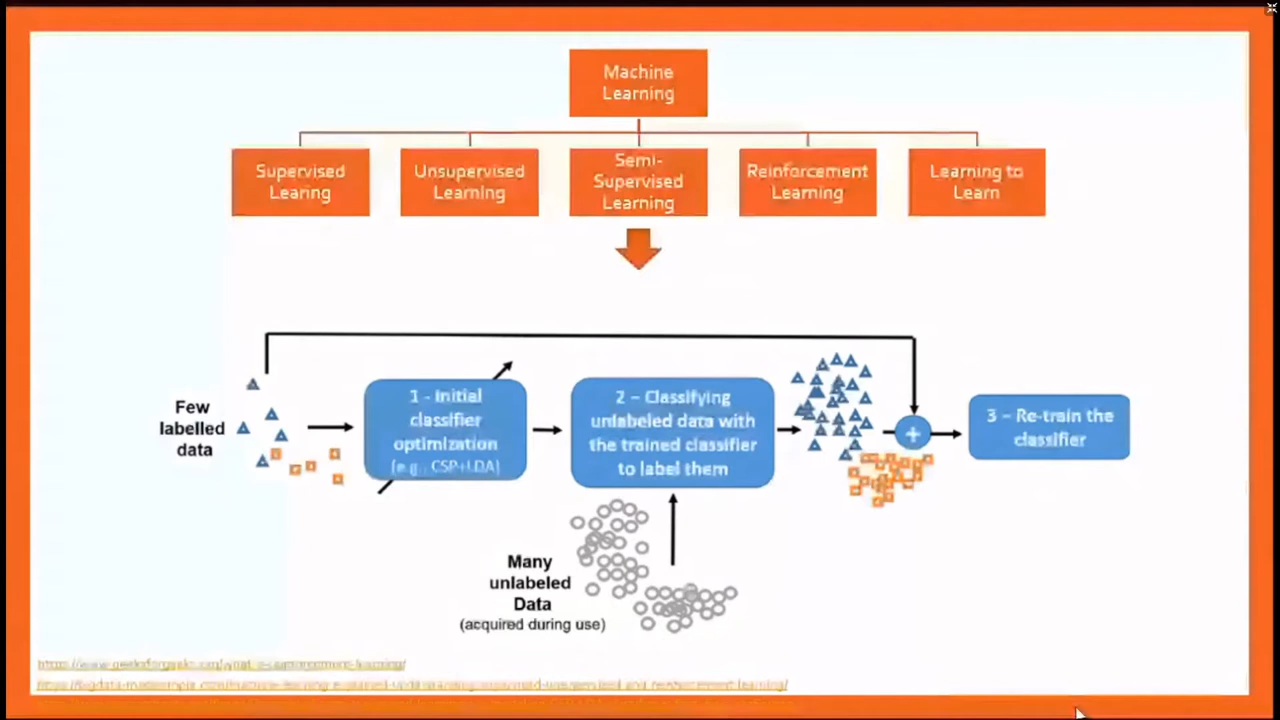 Machine
Learning
Supervised
Learing
Unsupervised
Learning
Semi-
Supervised
Learning
Reinforcement
Learning
Learning to
Learn
Few
labelled
data
1 - Initial
classifier
optimization
(e.g., CSP+LDA)
2 – Classifying
unlabeled data with
the trained classifier
to label them
+
3 – Re-train the
classifier
Many
unlabeled
Data
(acquired during use)